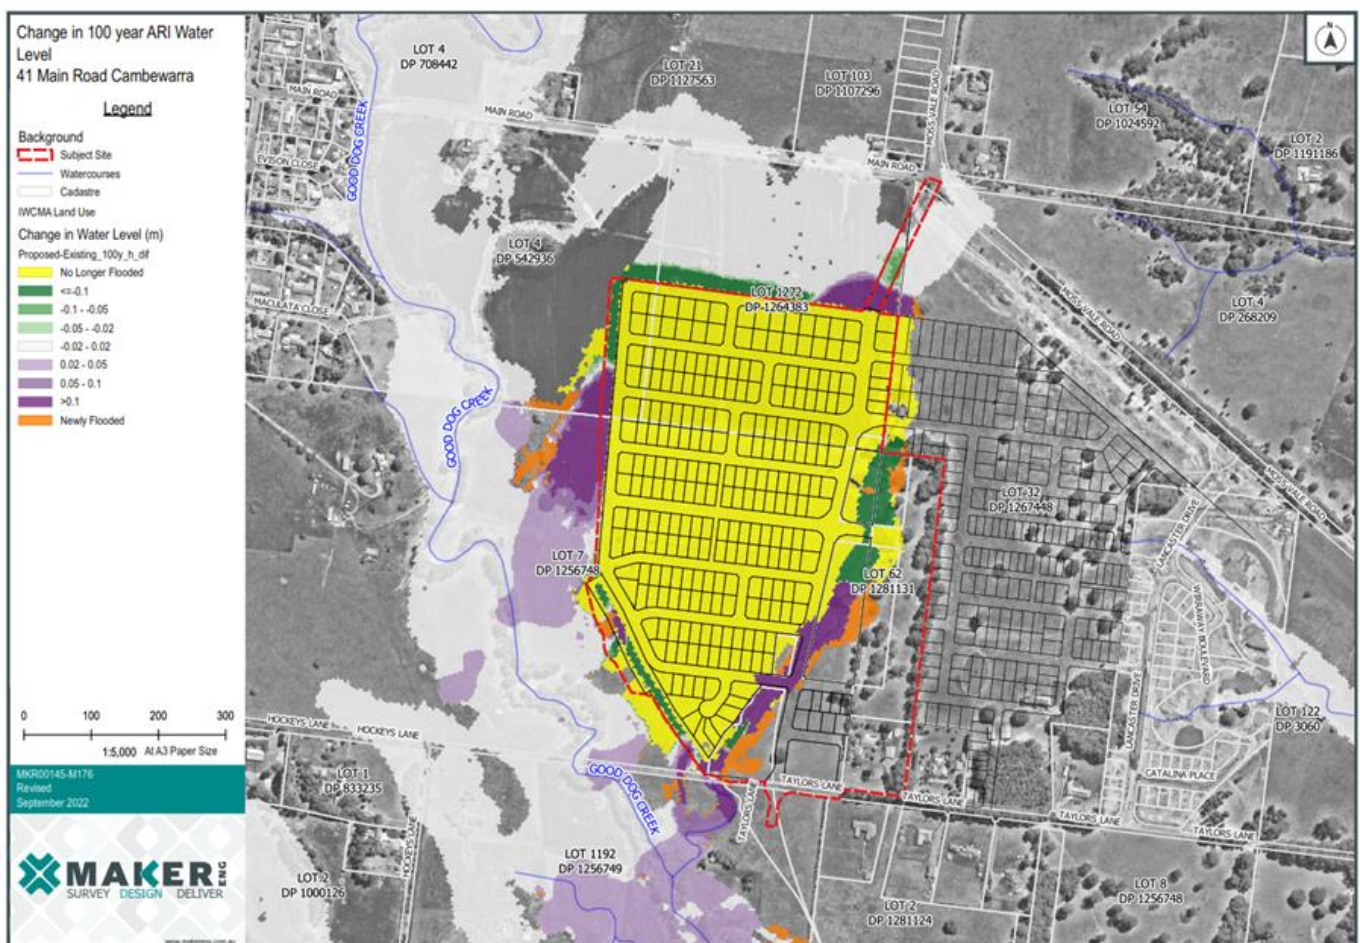 Change in 100 year ARI Water
Level
41 Main Road Cambewarra
Legend
Background
Subject Site
Watercourses
Cadastre
IWCMA Land Use
Change in Water Level (m)
Proposed-Existing_100y_h_dif
No Longer Flooded
<=-0.1
-0.1 - -0.05
-0.05 - -0.02
-0.02 - 0.02
0.02 - 0.05
0.05 - 0.1
>0.1
Newly Flooded
0 100 200 300
1:5,000 At A3 Paper Size
MKR00145-M176
Revised
September 2022
MAKER ENG
SURVEY DESIGN DELIVER
N
LOT 4
DP 708442
LOT 21
DP 1127563
LOT 103
DP 1107296
MOSS VALE ROAD
LOT 54
DP 1024592
LOT 2
DP 1191186
MAIN ROAD
MAIN ROAD
MAIN ROAD
EVISON CLOSE
GOOD DOG CREEK
LOT 4
DP 542936
MACULATA CLOSE
LOT 1272
DP 1264383
MOSS VALE ROAD
LOT 4
DP 268209
GOOD DOG CREEK
LOT 32
DP 1267448
MOSS VALE ROAD
LANCASTER DRIVE
LOT 7
DP 1256748
LOT 62
DP 1281131
WIRRAWAY BOULEVARD
LANCASTER DRIVE
LOT 122
DP 3060
HOCKEYS LANE
HOCKEYS LANE
GOOD DOG CREEK
LOT 1
DP 833235
TAYLORS LANE
TAYLORS LANE
TAYLORS LANE
TAYLORS LANE
TAYLORS LANE
CATALINA PLACE
HOCKEYS LANE
LOT 1192
DP 1256749
LOT 2
DP 1000126
LOT 2
DP 1281124
LOT 8
DP 1256748